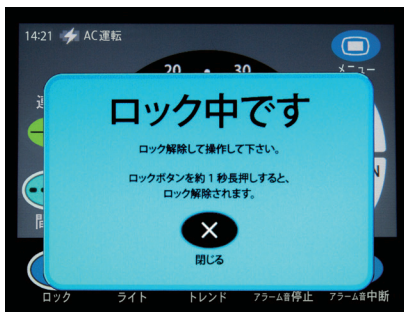 14:21 AC運転
20 • 30
メニュー
運
ロック中です
ロック解除して操作して下さい。
ロックボタンを約1秒長押しすると、
ロック解除されます。
N
×
閉じる
間
ロック ライト トレンド アラーム音停止 アラーム音中断